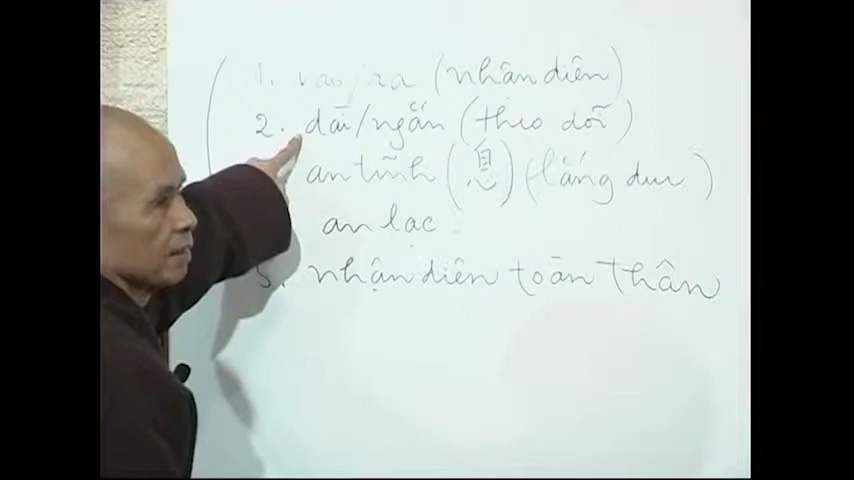 1. vào/ra (nhận diện)
2. dài/ngắn (theo dõi)
an tĩnh (息) (lắng dịu)
an lạc
3. nhận diện toàn thân